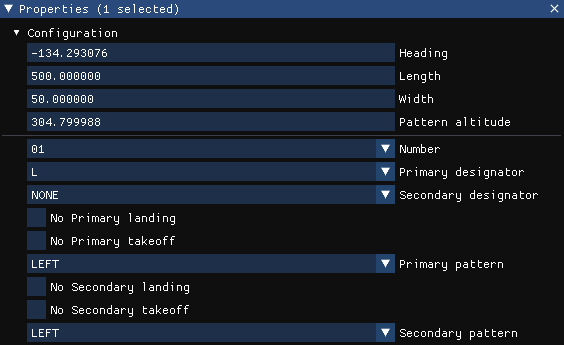 Properties (1 selected)
Configuration
-134.293076 Heading
500.000000 Length
50.000000 Width
304.799988 Pattern altitude
01 Number
L Primary designator
NONE Secondary designator
No Primary landing
No Primary takeoff
LEFT Primary pattern
No Secondary landing
No Secondary takeoff
LEFT Secondary pattern